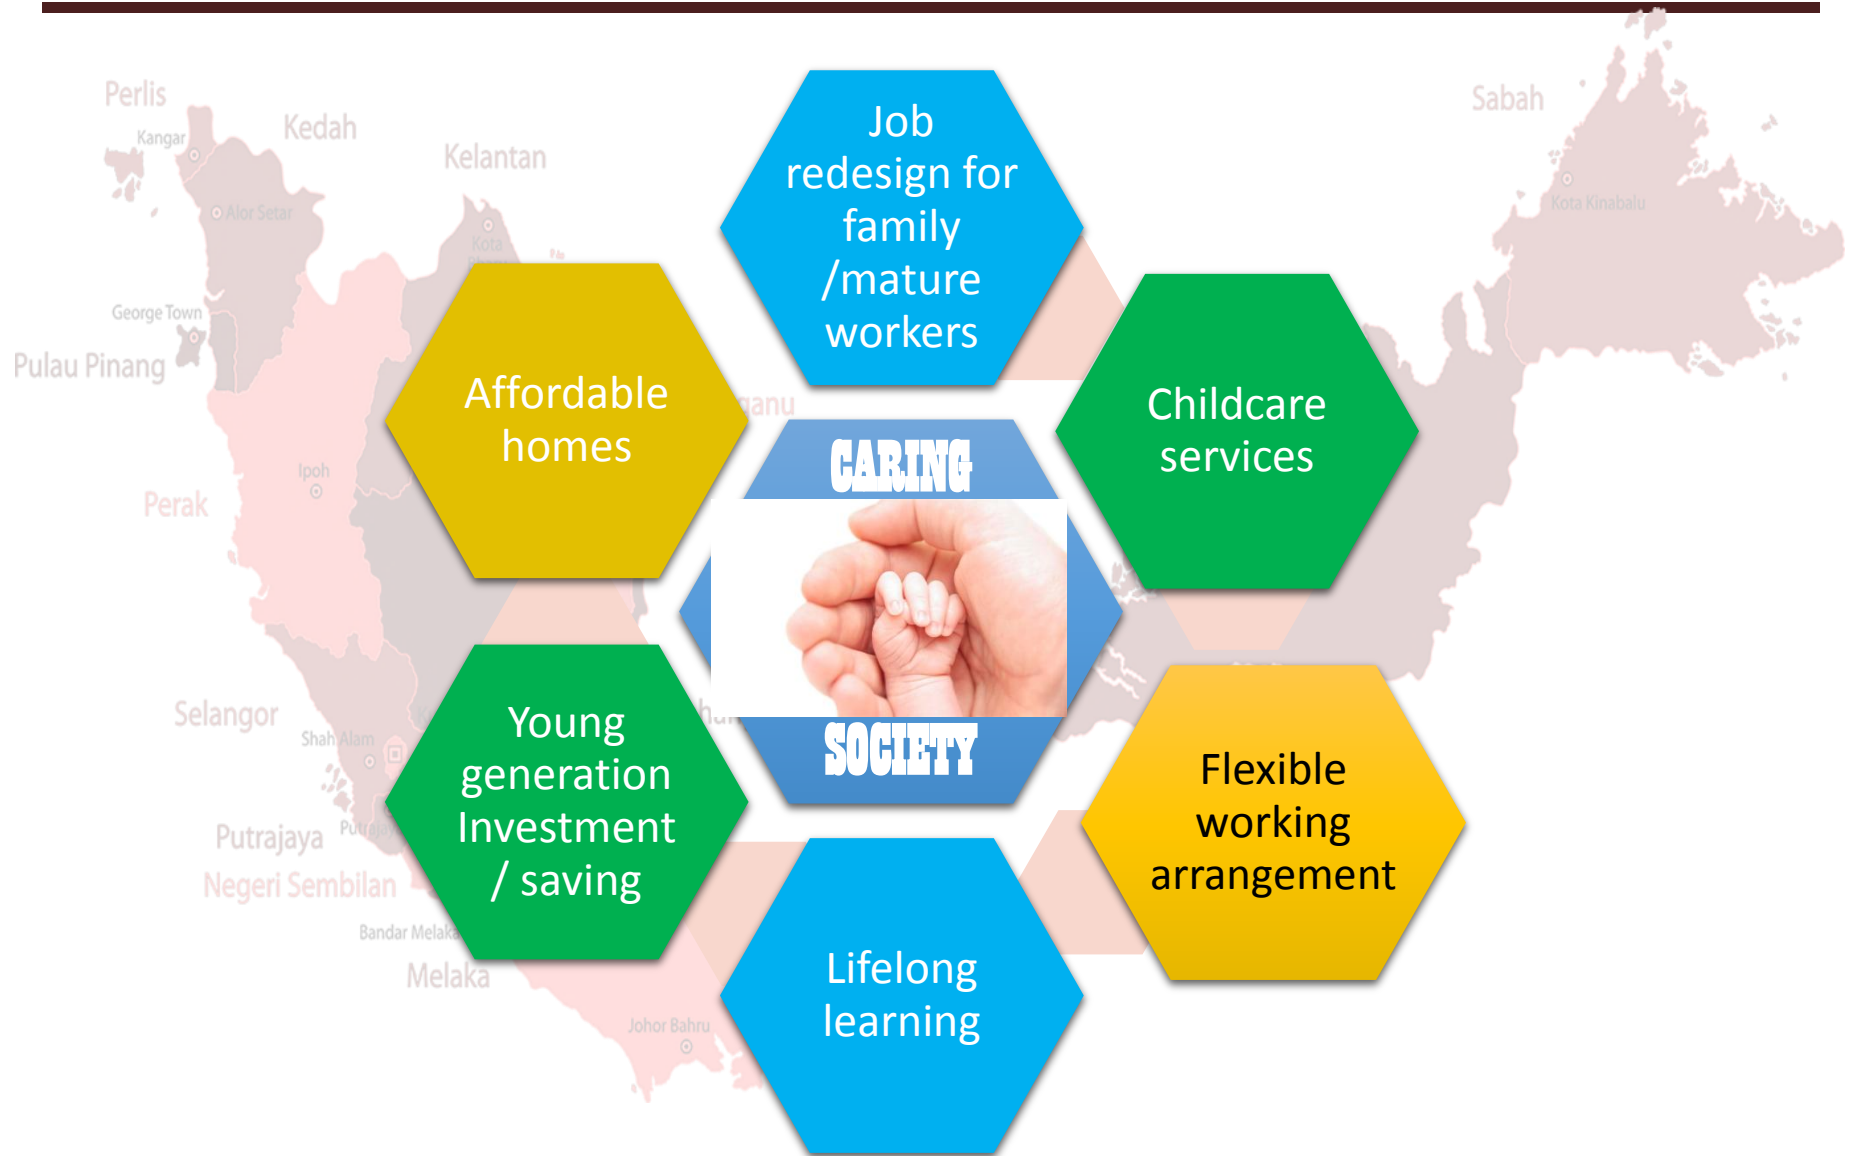 Perlis
Kangar
Kedah
Kelantan
Alor Setar
Kota
George Town
Pulau Pinang
Ipoh
Perak
Selangor
Shah Alam
Putrajaya
Negeri Sembilan
Bandar Melaka
Melaka
Johor Bahru
Sabah
Kota Kinabalu
Job
redesign for
family
/mature
workers
Childcare
services
Flexible
working
arrangement
Lifelong
learning
Young
generation
Investment
/ saving
Affordable
homes
CARING
SOCIETY